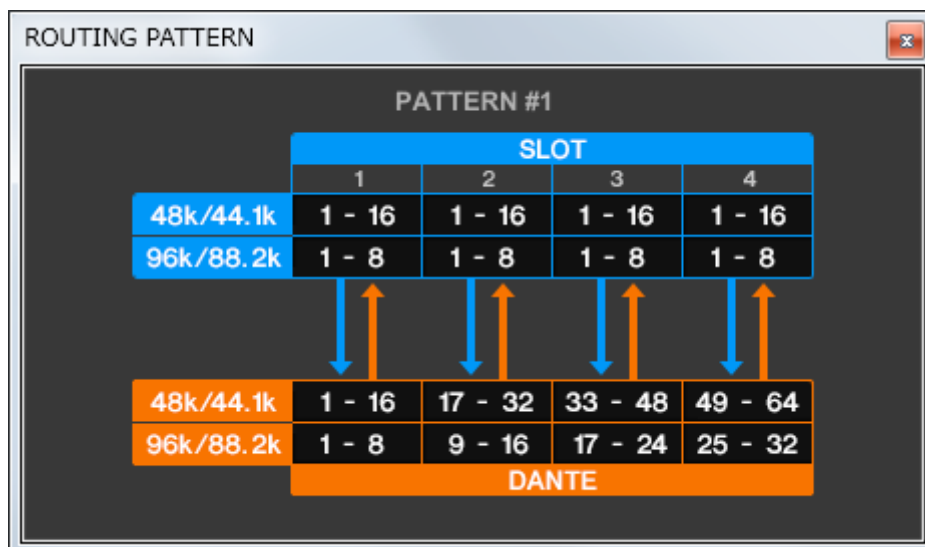 ROUTING PATTERN
x
PATTERN #1
SLOT
1 2 3 4
48k/44.1k 1 - 16 1 - 16 1 - 16 1 - 16
96k/88.2k 1 - 8 1 - 8 1 - 8 1 - 8
48k/44.1k 1 - 16 17 - 32 33 - 48 49 - 64
96k/88.2k 1 - 8 9 - 16 17 - 24 25 - 32
DANTE